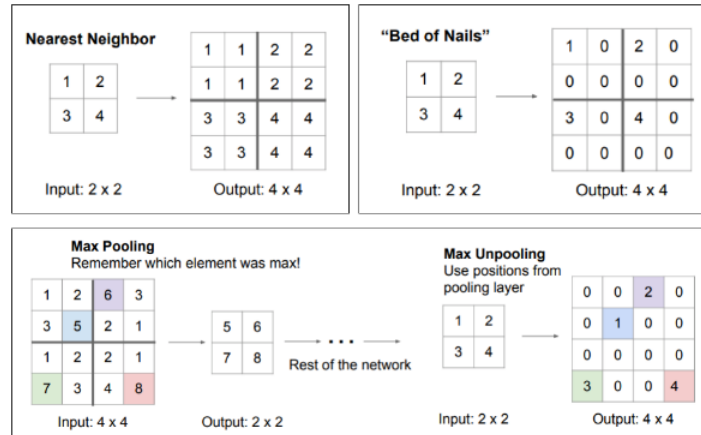 Nearest Neighbor
1 2
3 4
1 1 2 2
1 1 2 2
3 3 4 4
3 3 4 4
Input: 2 x 2
Output: 4 x 4
“Bed of Nails”
1 2
3 4
1 0 2 0
0 0 0 0
3 0 4 0
0 0 0 0
Input: 2 x 2
Output: 4 x 4
Max Pooling
Remember which element was max!
1 2 6 3
3 5 2 1
1 2 2 1
7 3 4 8
Input: 4 x 4
5 6
7 8
Output: 2 x 2
• • •
Rest of the network
Max Unpooling
Use positions from
pooling layer
1 2
3 4
Input: 2 x 2
0 0 2 0
0 1 0 0
0 0 0 0
3 0 0 4
Output: 4 x 4